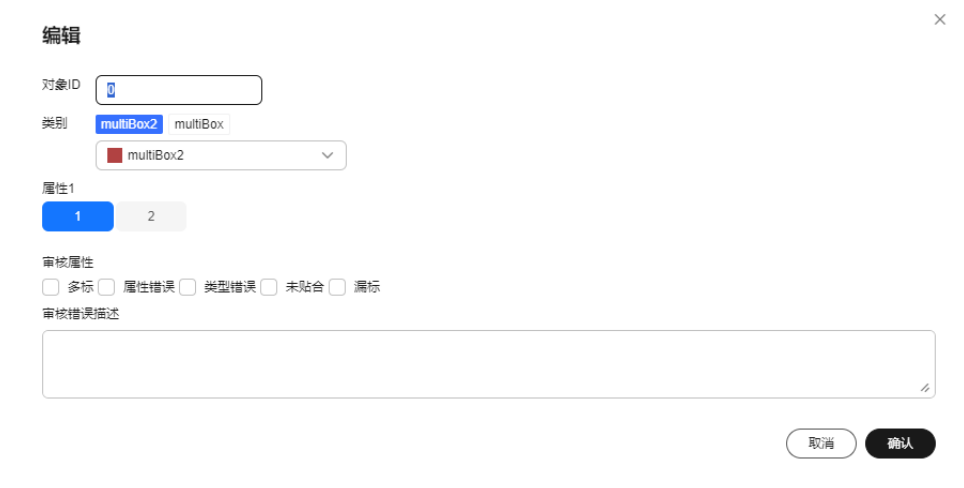 编辑
对象ID 0
类别 multiBox2 multiBox
multiBox2
属性1
1 2
审核属性
多标 属性错误 类型错误 未贴合 漏标
审核错误描述
取消 确认